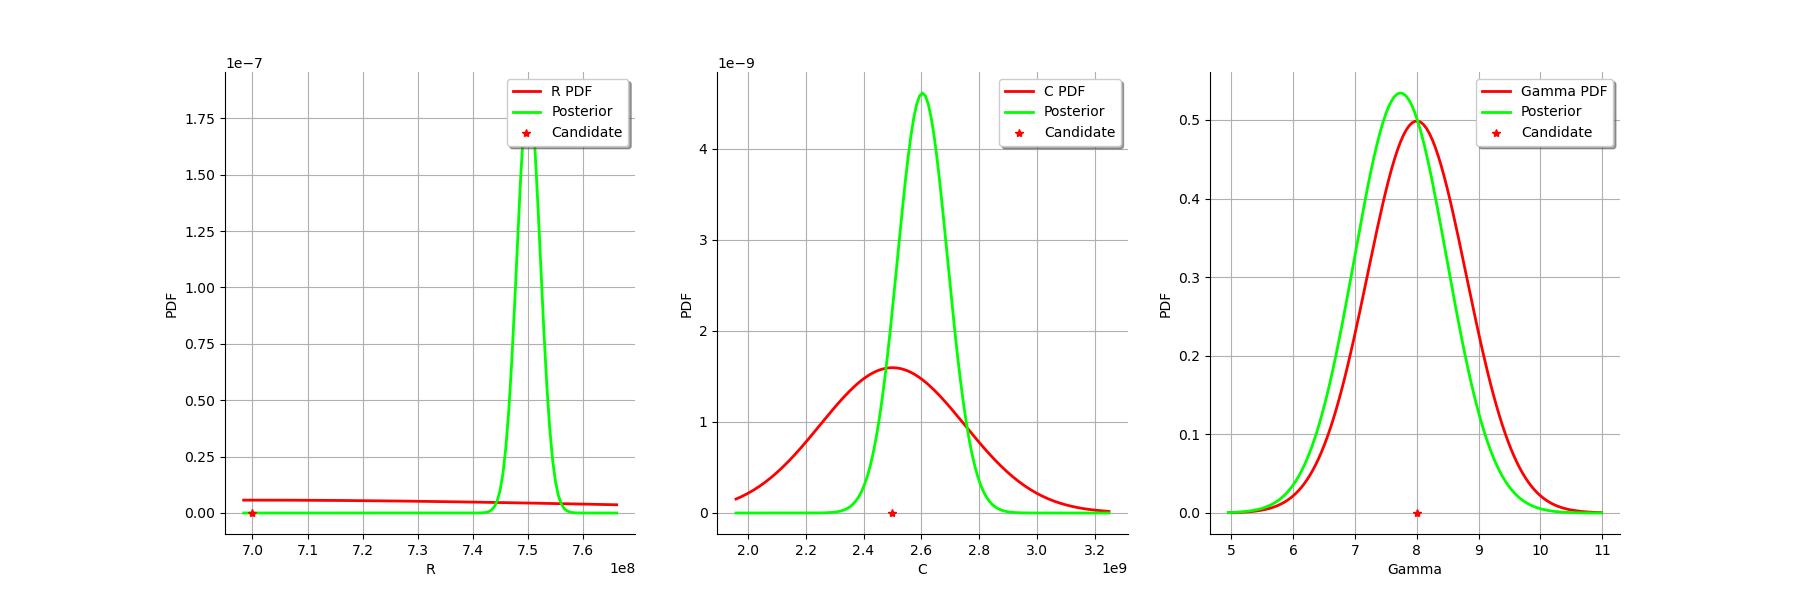 1e−7
R PDF
Posterior
Candidate
1.75
1.50
1.25
1.00
0.75
0.50
0.25
0.00
PDF
7.0 7.1 7.2 7.3 7.4 7.5 7.6
1e8
R
1e−9
C PDF
Posterior
Candidate
4
3
2
1
0
PDF
2.0 2.2 2.4 2.6 2.8 3.0 3.2
1e9
C
Gamma PDF
Posterior
Candidate
0.5
0.4
0.3
0.2
0.1
0.0
PDF
5 6 7 8 9 10 11
Gamma